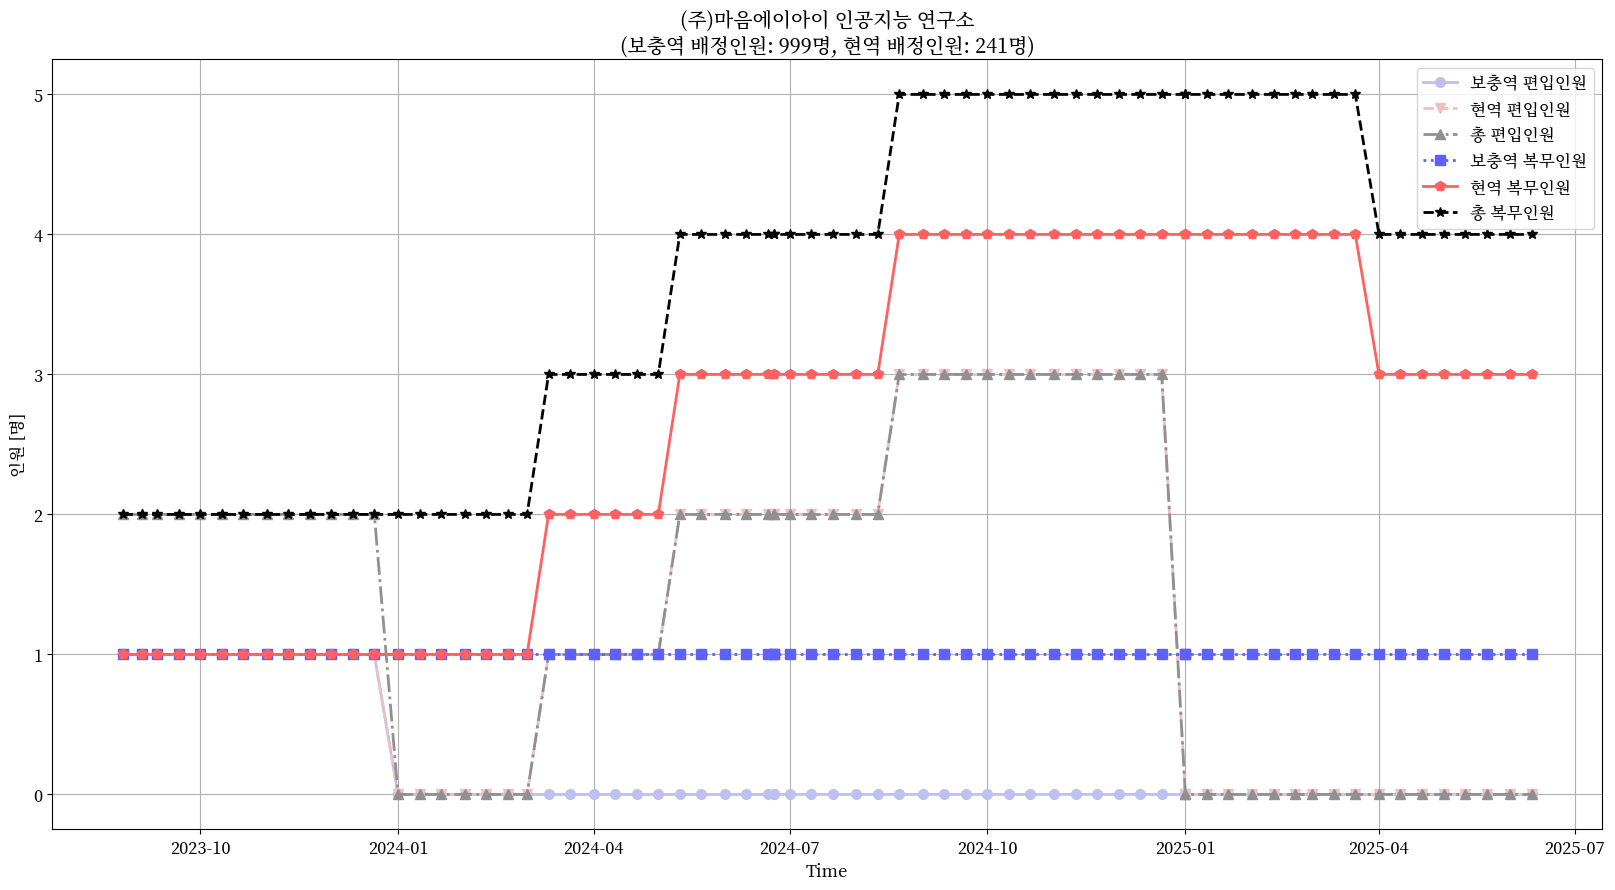 (주)마음에이아이 인공지능 연구소
(보충역 배정인원: 999명, 현역 배정인원: 241명)
보충역 편입인원
현역 편입인원
총 편입인원
보충역 복무인원
현역 복무인원
총 복무인원
인원 [명]
5
4
3
2
1
0
2023-10
2024-01
2024-04
2024-07
2024-10
2025-01
2025-04
2025-07
Time